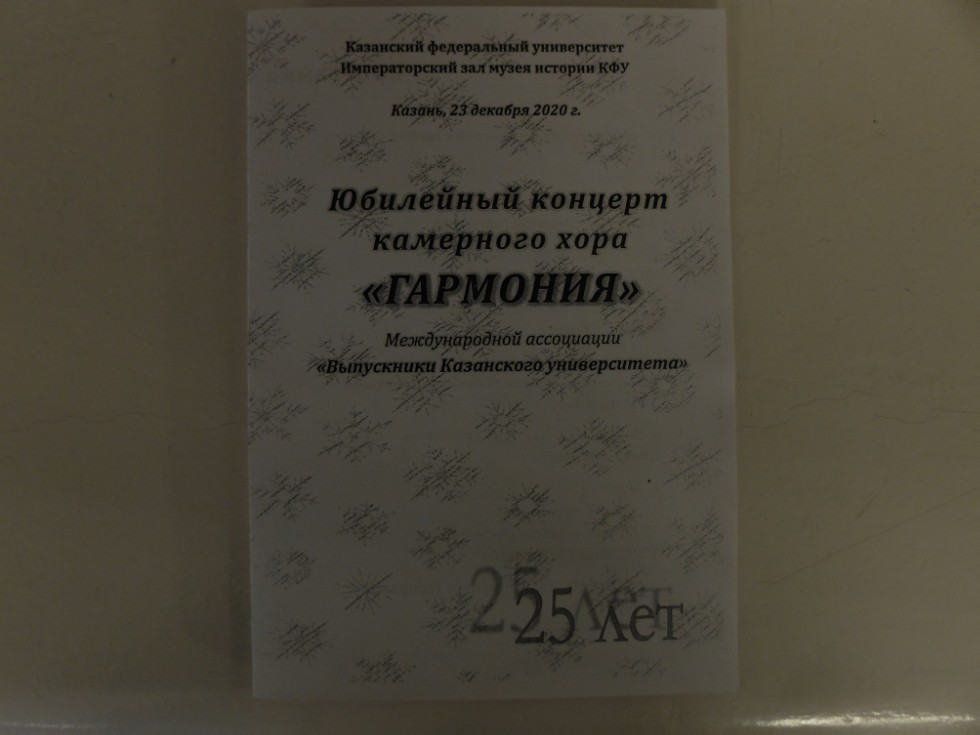 Казанский федеральный университет
Императорский зал музея истории КФУ
Казань, 23 декабря 2020 г.
Юбилейный концерт
камерного хора
«ГАРМОНИЯ»
Международной ассоциации
«Выпускники Казанского университета»
25 лет